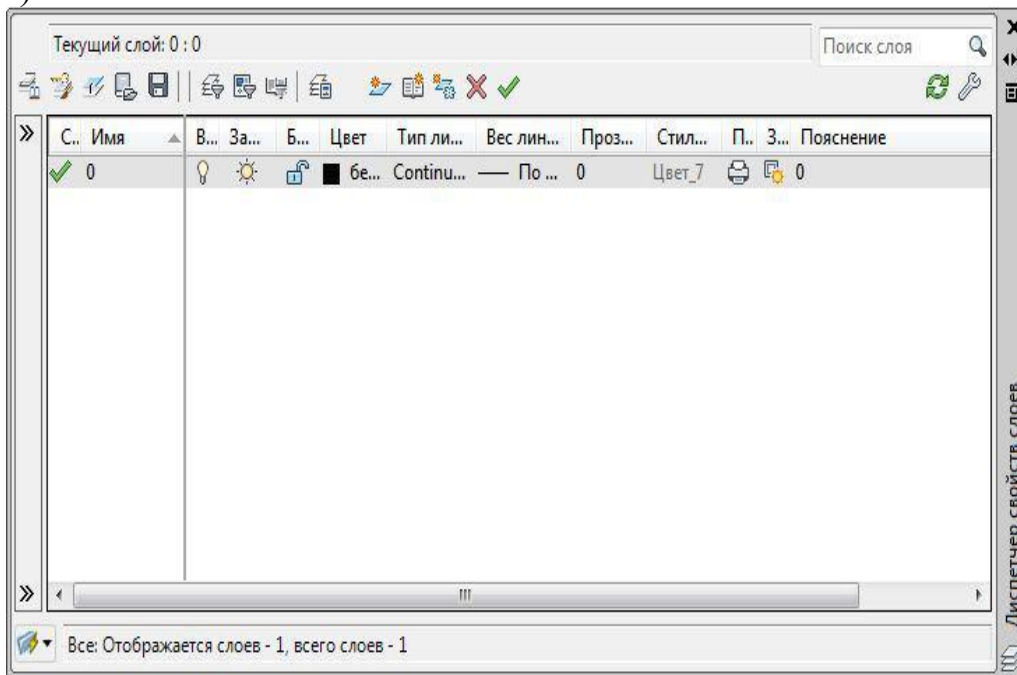 Текущий слой: 0 : 0
Поиск слоя
С.. Имя В... За... Б... Цвет Тип ли... Вес лин... Проз... Стил... П.. З... Пояснение
0 бе... Continu... По ... 0 Цвет_7 0
Все: Отображается слоев - 1, всего слоев - 1
Диспетчер свойств слоев